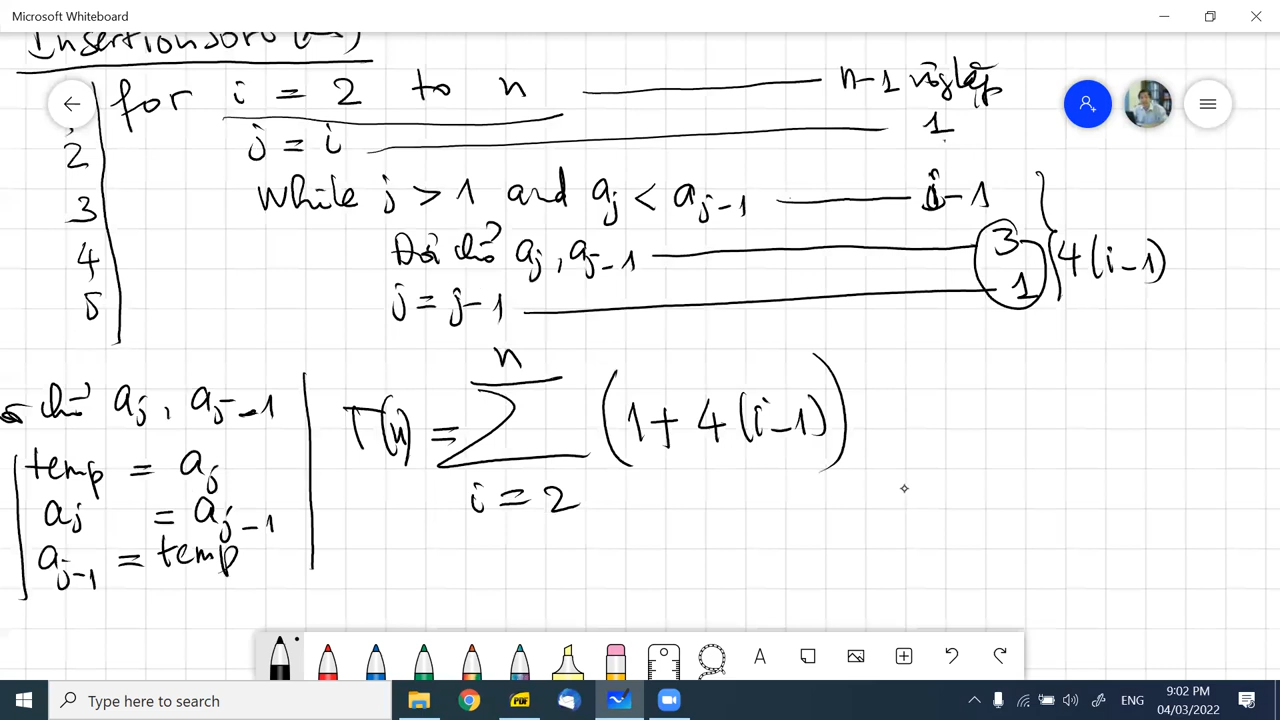 Microsoft Whiteboard
Insertionsort(A)
for i = 2 to n n-1 vòg lặp
2 j = i 1
3 While j > 1 and aj < aj-1 i-1
4 Đổi chỗ aj, aj-1 3 4(i-1)
5 j = j-1 1
chỗ aj, aj-1
temp = aj
aj = aj-1
aj-1 = temp
n
T(n) = Σ (1+4(i-1))
i = 2
A
Type here to search
PDF
ENG
9:02 PM
04/03/2022